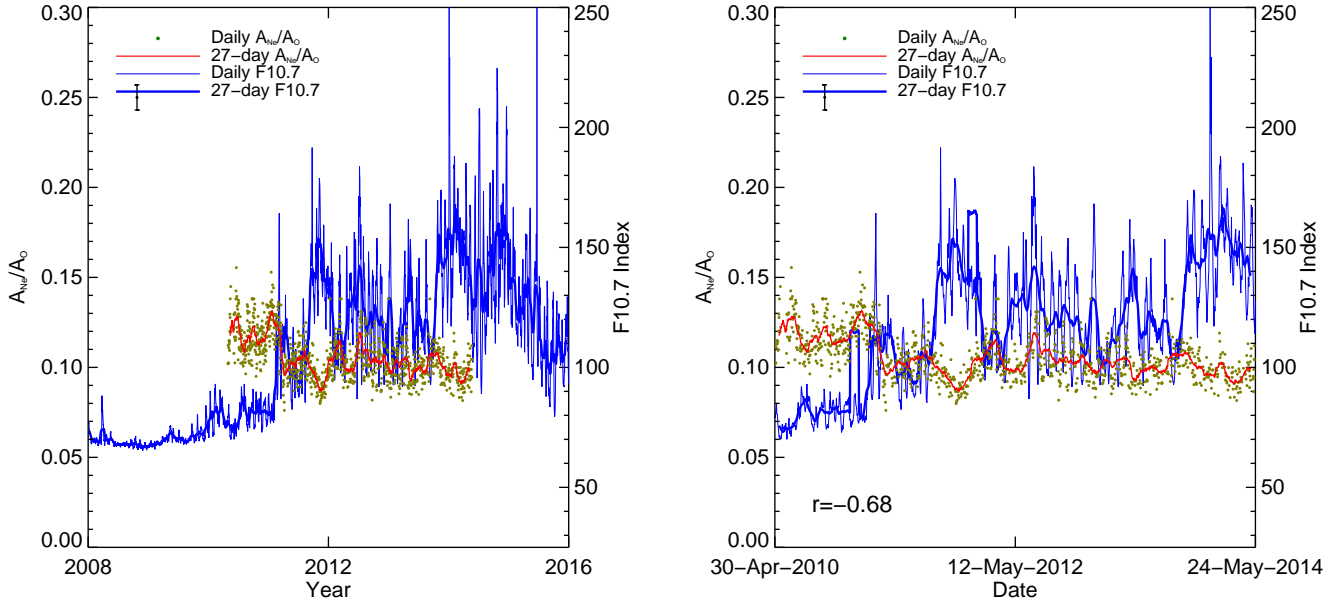 0.30
0.25
0.20
0.15
0.10
0.05
0.00
A_Ne/A_O
Daily A_Ne/A_O
27−day A_Ne/A_O
Daily F10.7
27−day F10.7
250
200
150
100
50
F10.7 Index
2008
2012
2016
Year
0.30
0.25
0.20
0.15
0.10
0.05
0.00
A_Ne/A_O
Daily A_Ne/A_O
27−day A_Ne/A_O
Daily F10.7
27−day F10.7
r=−0.68
250
200
150
100
50
F10.7 Index
30−Apr−2010
12−May−2012
24−May−2014
Date